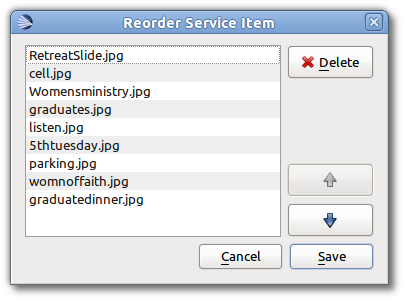 Reorder Service Item
RetreatSlide.jpg
cell.jpg
Womensministry.jpg
graduates.jpg
listen.jpg
5thtuesday.jpg
parking.jpg
womnoffaith.jpg
graduatedinner.jpg
Delete
Cancel
Save